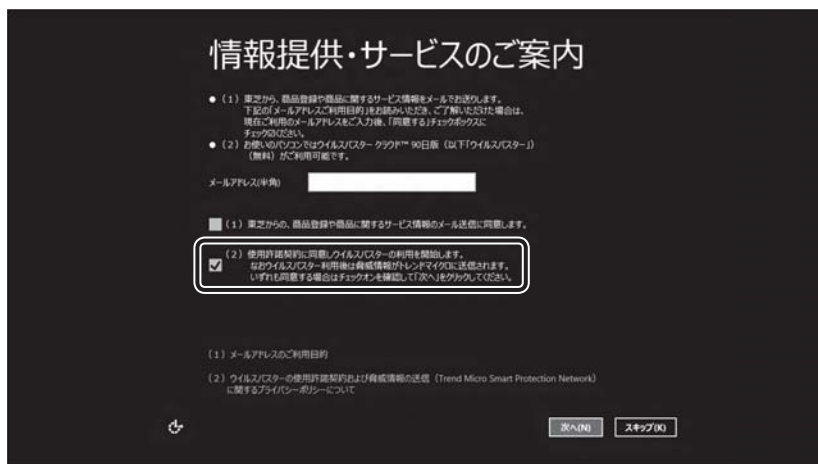 情報提供・サービスのご案内
● (1) 東芝から、商品登録や商品に関するサービス情報をメールでお送りします。
下記の「メールアドレスご利用目的」をお読みいただき、ご了解いただけた場合は、
現在ご利用のメールアドレスをご入力後、「同意する」チェックボックスに
チェックください。
● (2) お使いのパソコンではウイルスバスター クラウド™ 90日版 (以下「ウイルスバスター」)
(無料) がご利用可能です。
メールアドレス(半角)
(1) 東芝からの、商品登録や商品に関するサービス情報のメール送信に同意します。
(2) 使用許諾契約に同意しウイルスバスターの利用を開始します。
なおウイルスバスター利用後は脅威情報がトレンドマイクロに送信されます。
いずれも同意する場合はチェックオンを確認して「次へ」をクリックしてください。
(1) メールアドレスのご利用目的
(2) ウイルスバスターの使用許諾契約および脅威情報の送信 (Trend Micro Smart Protection Network)
に関するプライバシーポリシーについて
次へ(N) スキップ(K)